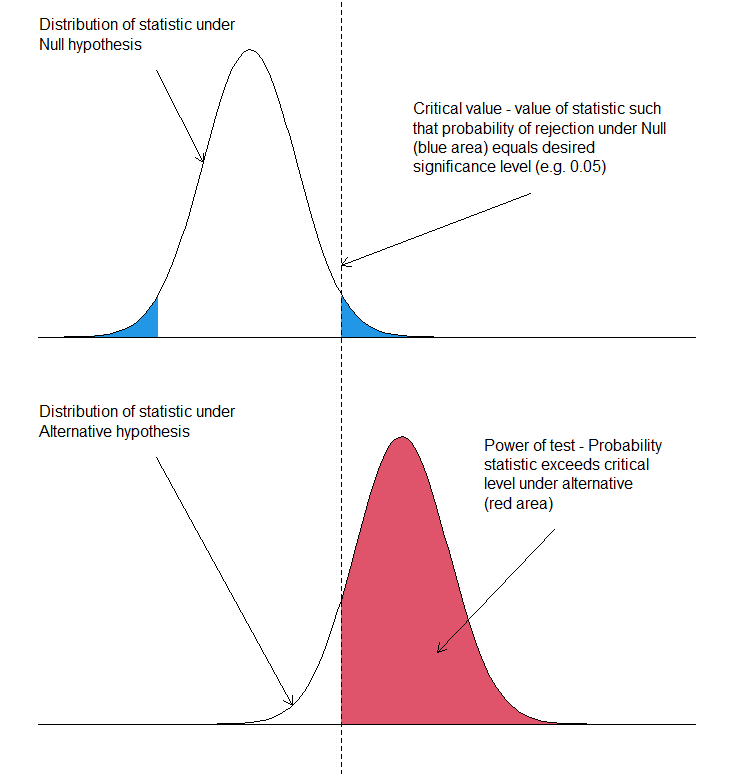 Distribution of statistic under
Null hypothesis
Critical value - value of statistic such
that probability of rejection under Null
(blue area) equals desired
significance level (e.g. 0.05)
Distribution of statistic under
Alternative hypothesis
Power of test - Probability
statistic exceeds critical
level under alternative
(red area)